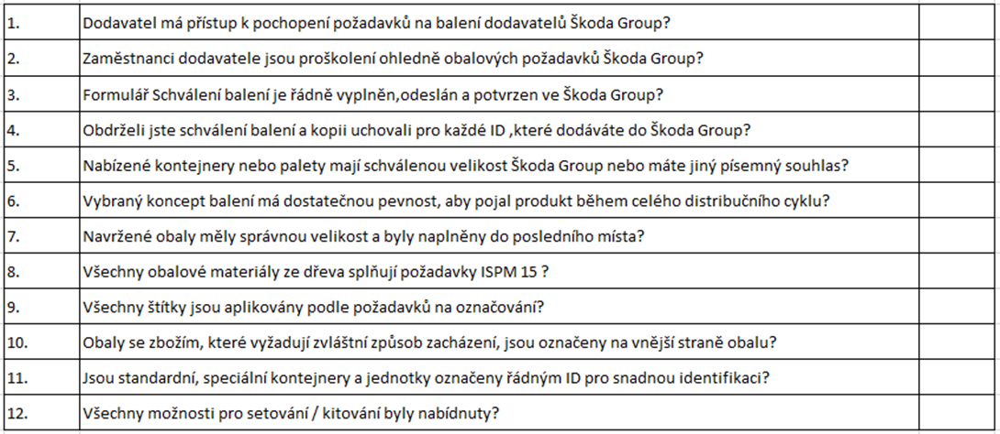 1. Dodavatel má přístup k pochopení požadavků na balení dodavatelů Škoda Group?
2. Zaměstnanci dodavatele jsou proškolení ohledně obalových požadavků Škoda Group?
3. Formulář Schválení balení je řádně vyplněn,odeslán a potvrzen ve Škoda Group?
4. Obdrželi jste schválení balení a kopii uchovali pro každé ID ,které dodáváte do Škoda Group?
5. Nabízené kontejnery nebo palety mají schválenou velikost Škoda Group nebo máte jiný písemný souhlas?
6. Vybraný koncept balení má dostatečnou pevnost, aby pojal produkt během celého distribučního cyklu?
7. Navržené obaly měly správnou velikost a byly naplněny do posledního místa?
8. Všechny obalové materiály ze dřeva splňují požadavky ISPM 15 ?
9. Všechny štítky jsou aplikovány podle požadavků na označování?
10. Obaly se zbožím, které vyžadují zvláštní způsob zacházení, jsou označeny na vnější straně obalu?
11. Jsou standardní, speciální kontejnery a jednotky označeny řádným ID pro snadnou identifikaci?
12. Všechny možnosti pro setování / kitování byly nabídnuty?